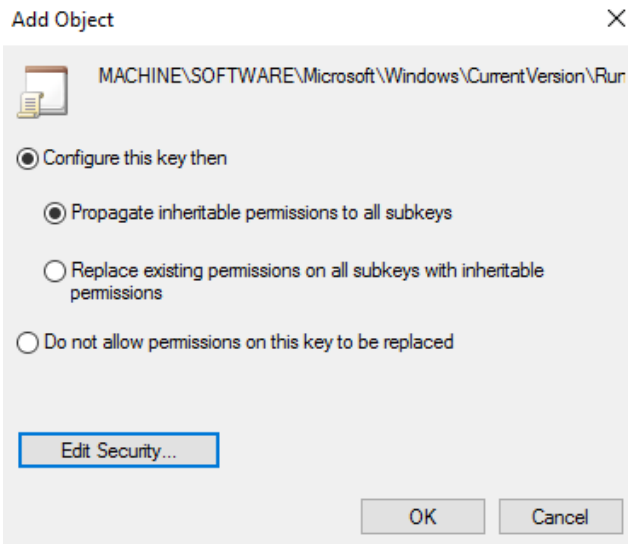 Add Object
MACHINE\SOFTWARE\Microsoft\Windows\CurrentVersion\Run
Configure this key then
Propagate inheritable permissions to all subkeys
Replace existing permissions on all subkeys with inheritable
permissions
Do not allow permissions on this key to be replaced
Edit Security...
OK
Cancel